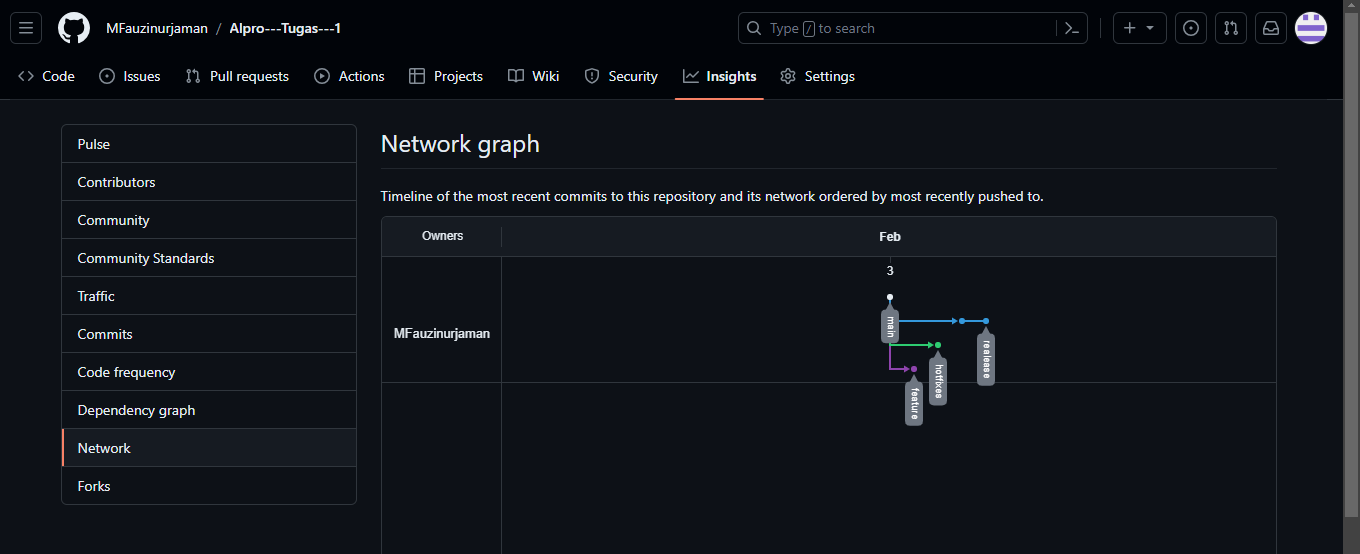 MFauzinurjaman / Alpro---Tugas---1
Type / to search
Code Issues Pull requests Actions Projects Wiki Security Insights Settings
Pulse
Contributors
Community
Community Standards
Traffic
Commits
Code frequency
Dependency graph
Network
Forks
Network graph
Timeline of the most recent commits to this repository and its network ordered by most recently pushed to.
Owners
Feb
3
MFauzinurjaman
main
realease
hotfixes
feature